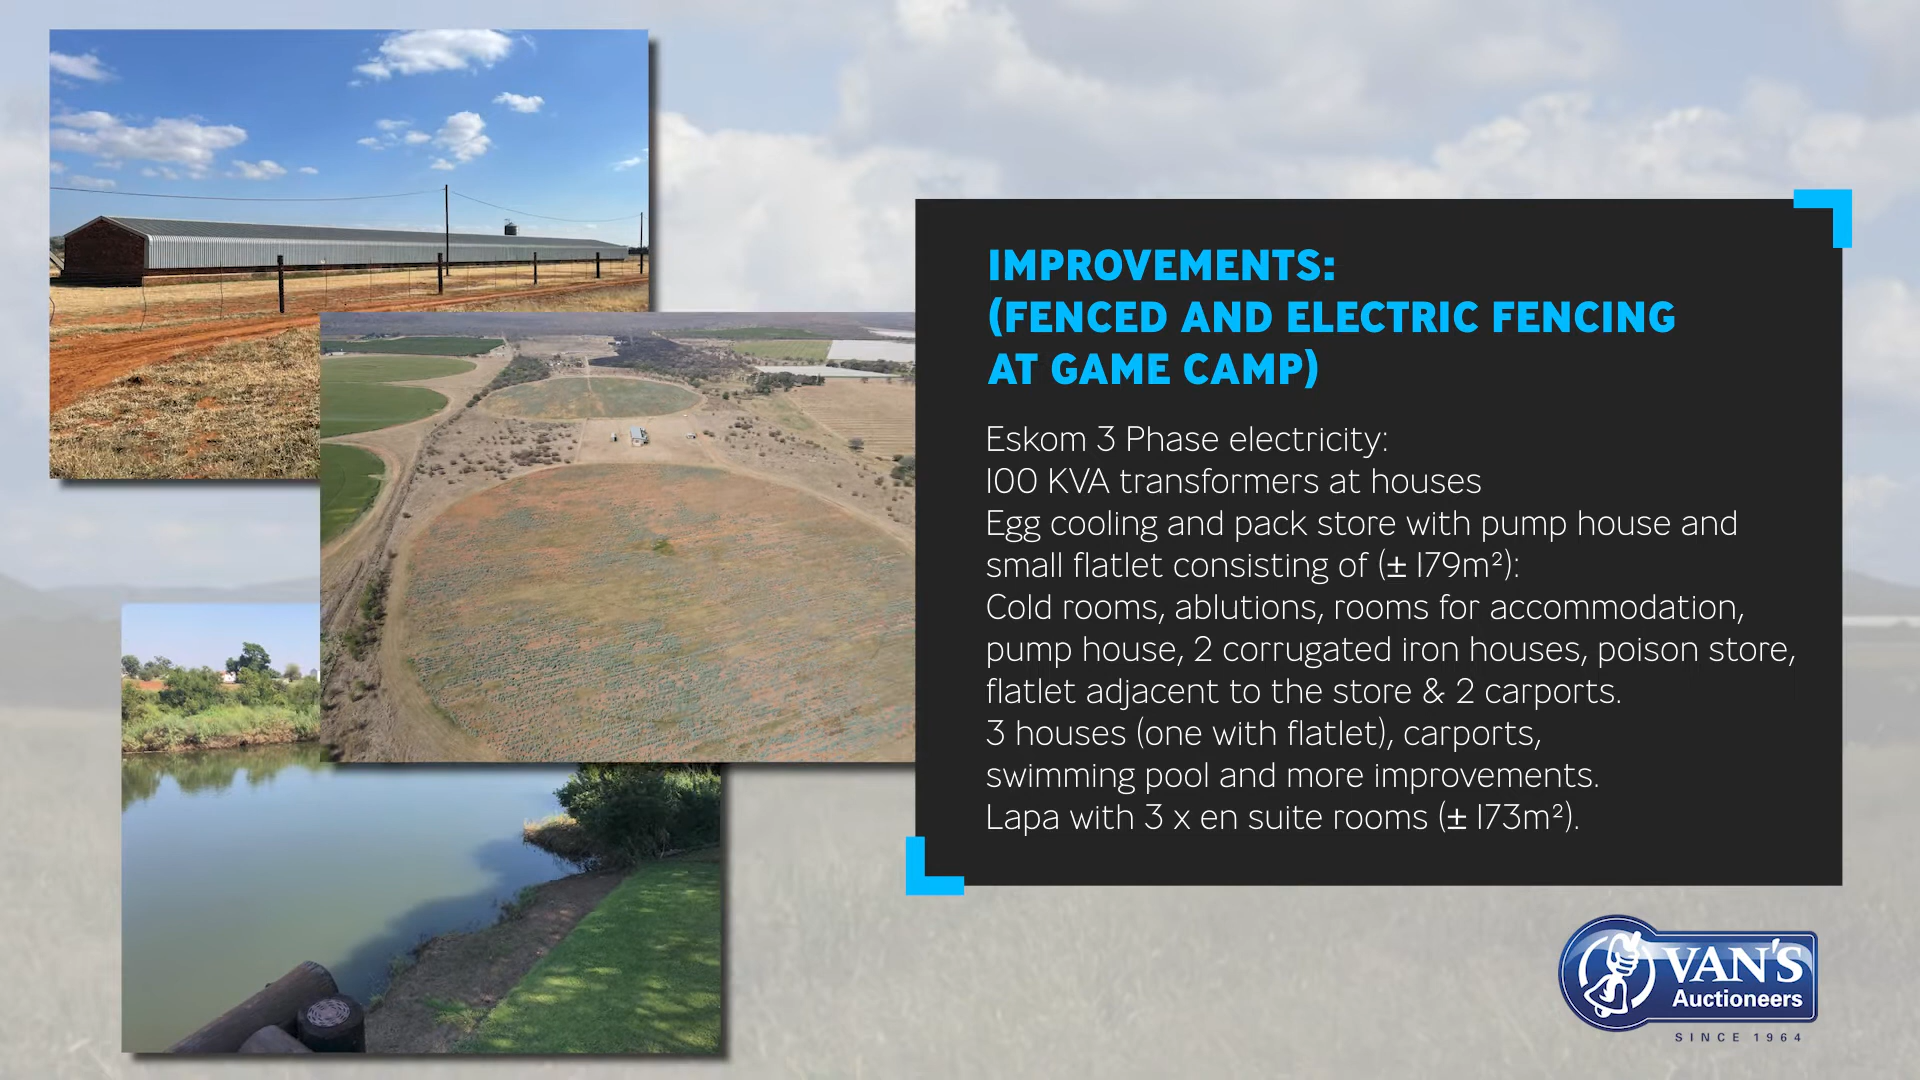 IMPROVEMENTS:
(FENCED AND ELECTRIC FENCING
AT GAME CAMP)
Eskom 3 Phase electricity:
100 KVA transformers at houses
Egg cooling and pack store with pump house and
small flatlet consisting of (± 179m²):
Cold rooms, ablutions, rooms for accommodation,
pump house, 2 corrugated iron houses, poison store,
flatlet adjacent to the store & 2 carports.
3 houses (one with flatlet), carports,
swimming pool and more improvements.
Lapa with 3 x en suite rooms (± 173m²).
VAN'S
Auctioneers
SINCE 1964